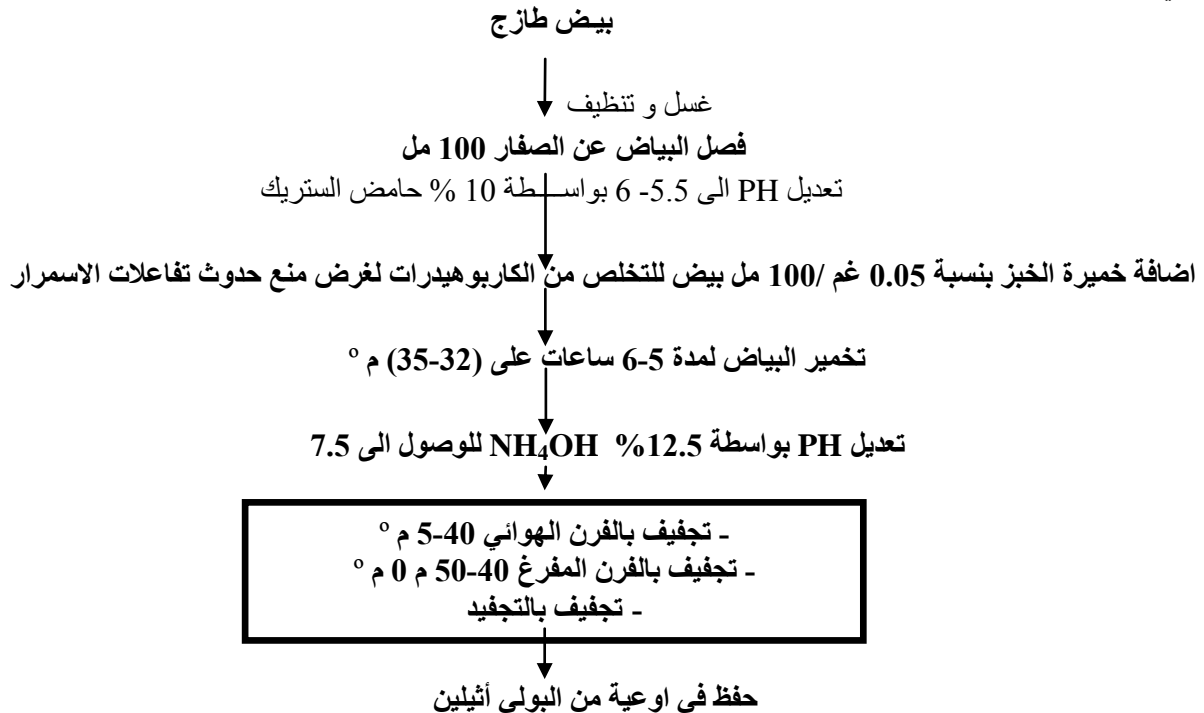 بيض طازج
غسل و تنظيف
فصل البياض عن الصفار 100 مل
تعديل PH الى 5.5- 6 بواسطة 10 % حامض الستريك
اضافة خميرة الخبز بنسبة 0.05 غم /100 مل بيض للتخلص من الكاربوهيدرات لغرض منع حدوث تفاعلات الاسمرار
تخمير البياض لمدة 5-6 ساعات على (32-35) م º
تعديل PH بواسطة 12.5% NH₄OH للوصول الى 7.5
- تجفيف بالفرن الهوائي 40-5 م º
- تجفيف بالفرن المفرغ 40-50 م 0 م º
- تجفيف بالتجفيد
حفظ في اوعية من البولي أثيلين